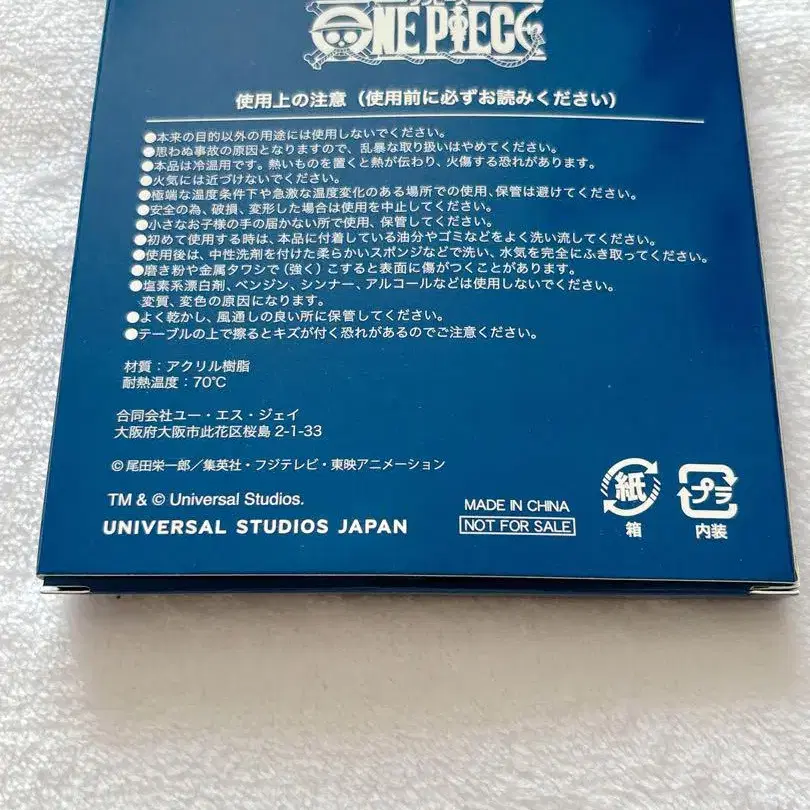 ONE PIECE
使用上の注意（使用前に必ずお読みください）
●本来の目的以外の用途には使用しないでください。
●思わぬ事故の原因となりますので、乱暴な取り扱いはやめてください。
●本品は冷温用です。熱いものを置くと熱が伝わり、火傷する恐れがあります。
●火気には近づけないでください。
●極端な温度条件下や急激な温度変化のある場所での使用、保管は避けてください。
●安全の為、破損、変形した場合は使用を中止してください。
●小さなお子様の手の届かない所で使用、保管してください。
●初めて使用する時は、本品に付着している油分やゴミなどをよく洗い流してください。
●使用後は、中性洗剤を付けた柔らかいスポンジなどで洗い、水気を完全にふき取ってください。
●磨き粉や金属タワシで（強く）こすると表面に傷がつくことがあります。
●塩素系漂白剤、ベンジン、シンナー、アルコールなどは使用しないでください。
変質、変色の原因になります。
●よく乾かし、風通しの良い所に保管してください。
●テーブルの上で擦るとキズが付く恐れがあるのでご注意ください。
材質：アクリル樹脂
耐熱温度：70℃
合同会社ユー・エス・ジェイ
大阪府大阪市此花区桜島 2-1-33
©尾田栄一郎／集英社・フジテレビ・東映アニメーション
TM & © Universal Studios.
UNIVERSAL STUDIOS JAPAN
MADE IN CHINA
NOT FOR SALE
紙
箱
プラ
内装